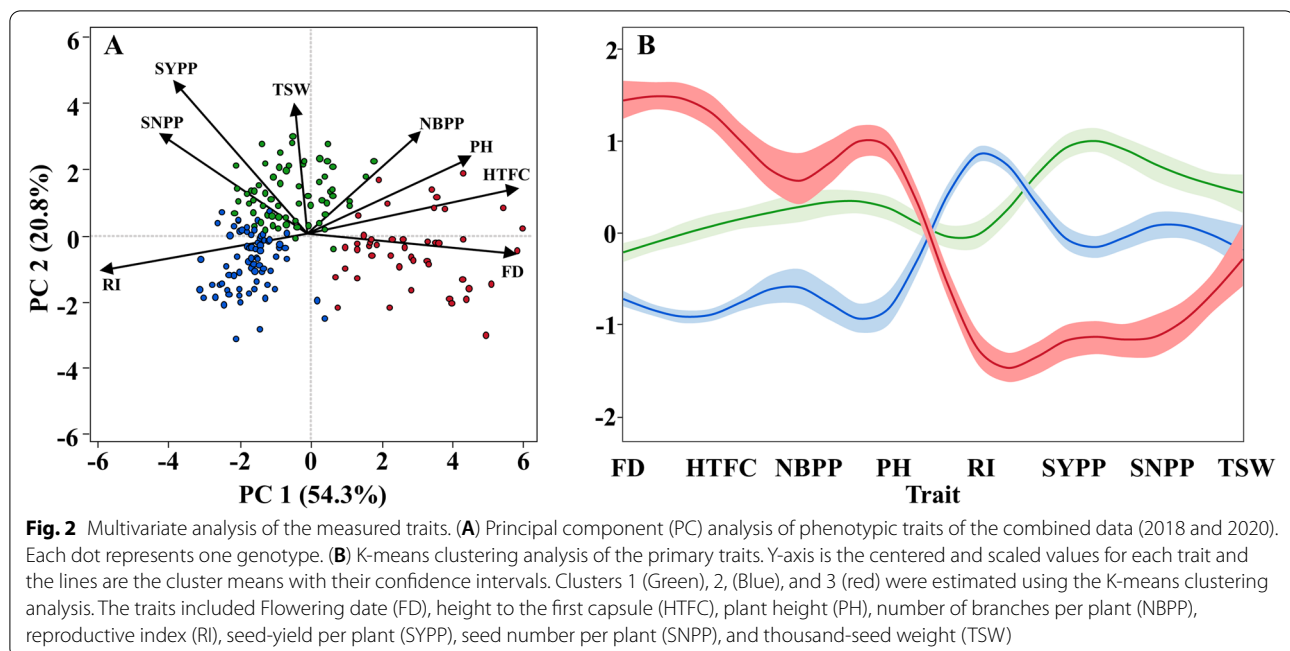 A
B
6
4
2
0
-2
-4
-6
PC 2 (20.8%)
SYPP
SNPP
TSW
NBPP
PH
HTFC
FD
RI
-6 -4 -2 0 2 4 6
PC 1 (54.3%)
2
1
0
-1
-2
FD HTFC NBPP PH RI SYPP SNPP TSW
Trait
Fig. 2 Multivariate analysis of the measured traits. (A) Principal component (PC) analysis of phenotypic traits of the combined data (2018 and 2020).
Each dot represents one genotype. (B) K-means clustering analysis of the primary traits. Y-axis is the centered and scaled values for each trait and
the lines are the cluster means with their confidence intervals. Clusters 1 (Green), 2, (Blue), and 3 (red) were estimated using the K-means clustering
analysis. The traits included Flowering date (FD), height to the first capsule (HTFC), plant height (PH), number of branches per plant (NBPP),
reproductive index (RI), seed-yield per plant (SYPP), seed number per plant (SNPP), and thousand-seed weight (TSW)